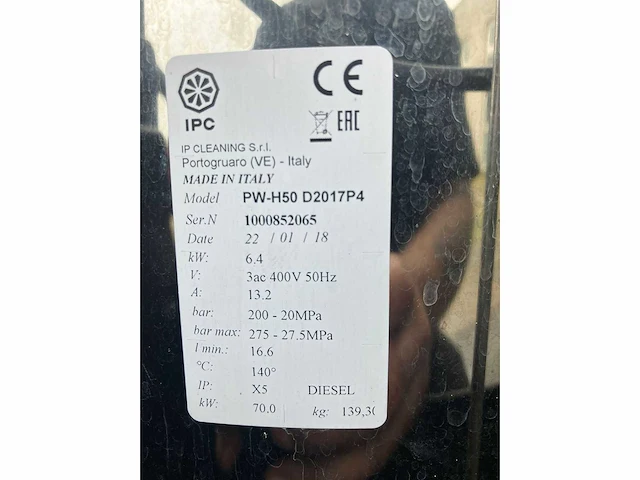 CE
IPC
EAC
IP CLEANING S.r.l.
Portogruaro (VE) - Italy
MADE IN ITALY
Model PW-H50 D2017P4
Ser.N 1000852065
Date 22 / 01 / 18
kW: 6.4
V: 3ac 400V 50Hz
A: 13.2
bar: 200 - 20MPa
bar max: 275 - 27.5MPa
l min.: 16.6
°C: 140°
IP: X5 DIESEL
kW: 70.0 kg: 139,30